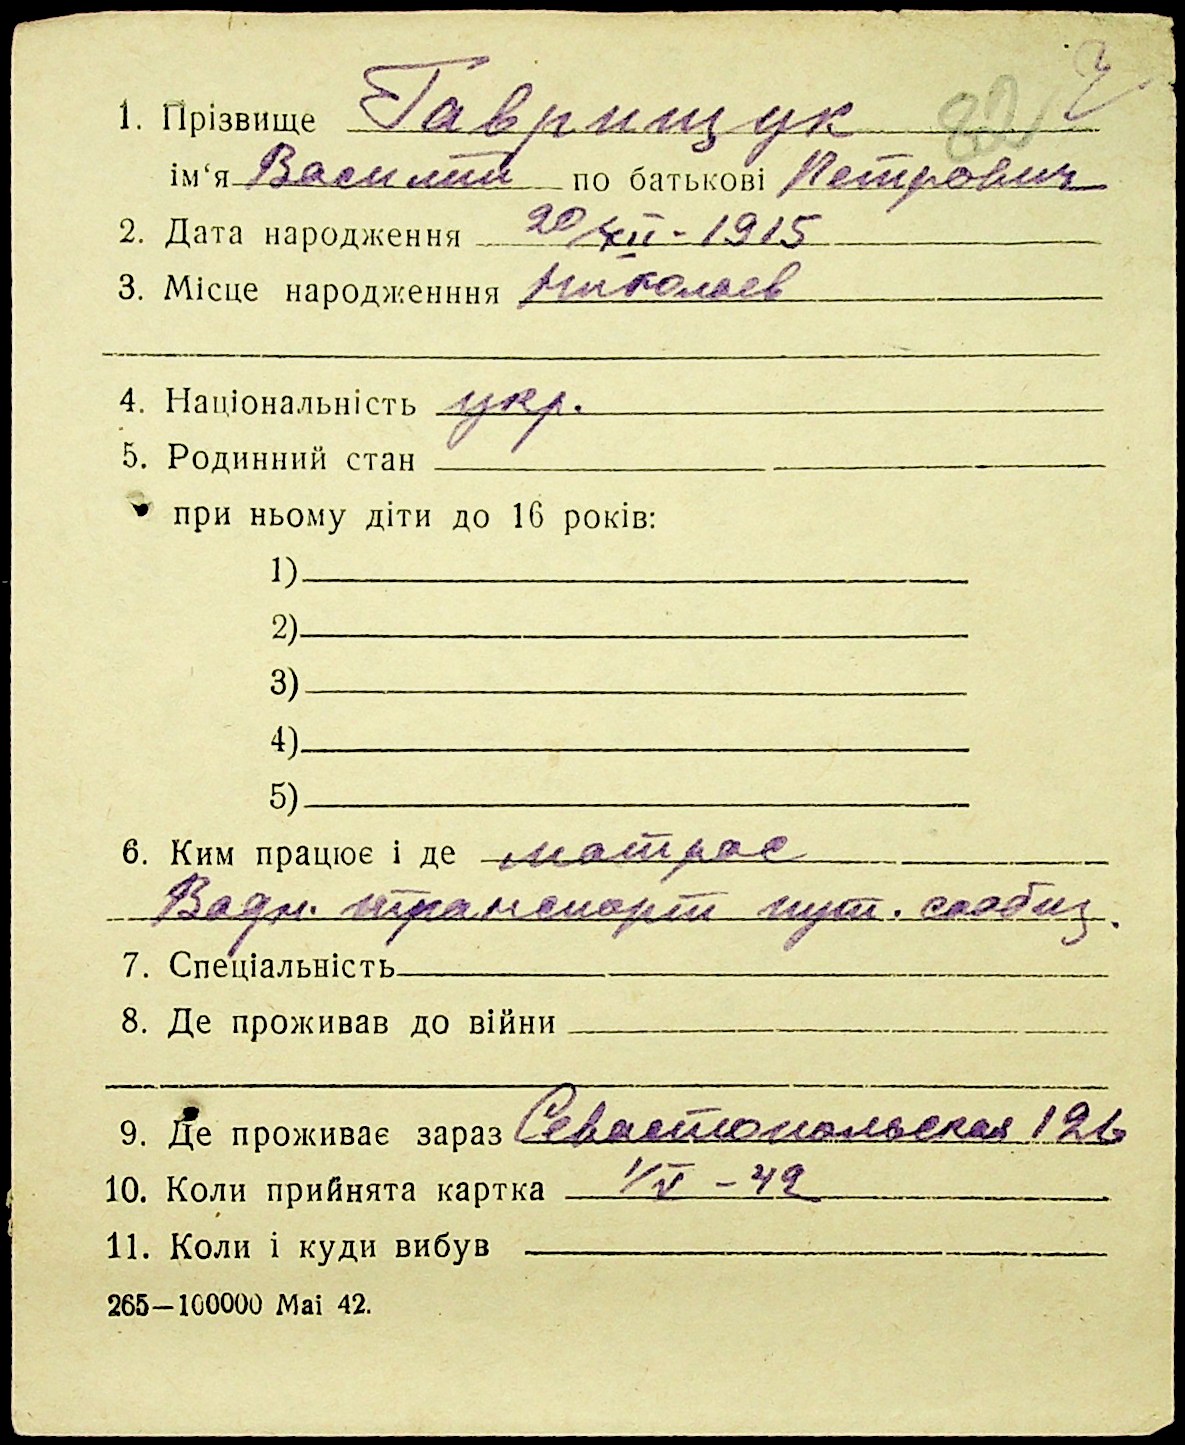 82
1. Прізвище Гаврищук
ім‘я Василий по батькові Петрович
2. Дата народження 20/XII - 1915
3. Місце народженння Николаев
4. Національність укр.
5. Родинний стан
при ньому діти до 16 років:
1)
2)
3)
4)
5)
6. Ким працює і де матрос
Водн. транспорт пут. сообщ.
7. Спеціальність
8. Де проживав до війни
9. Де проживає зараз Севастопольская 126
10. Коли прийнята картка 1/V - 42
11. Коли і куди вибув
265—100000 Mai 42.